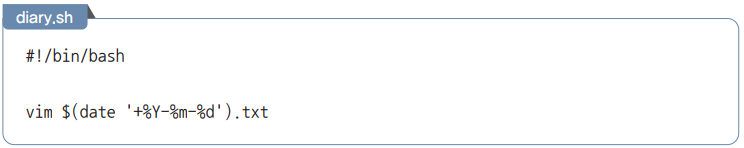 diary.sh
#!/bin/bash
vim $(date '+%Y-%m-%d').txt